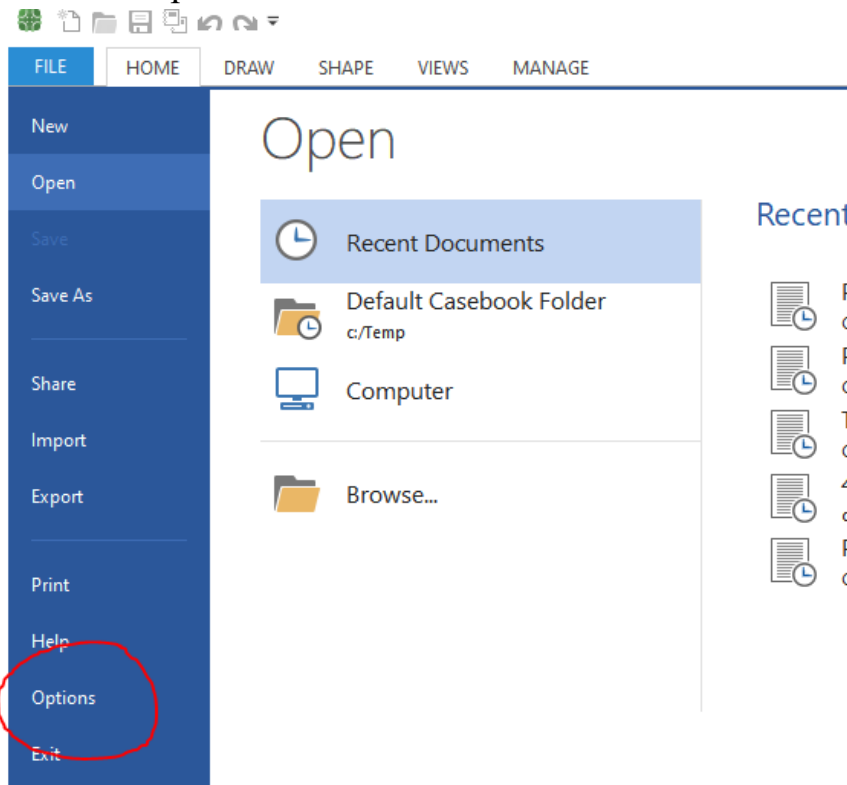 FILE HOME DRAW SHAPE VIEWS MANAGE
New
Open
Save
Save As
Share
Import
Export
Print
Help
Options
Exit
Open
Recent Documents
Default Casebook Folder
c:/Temp
Computer
Browse...
Recent